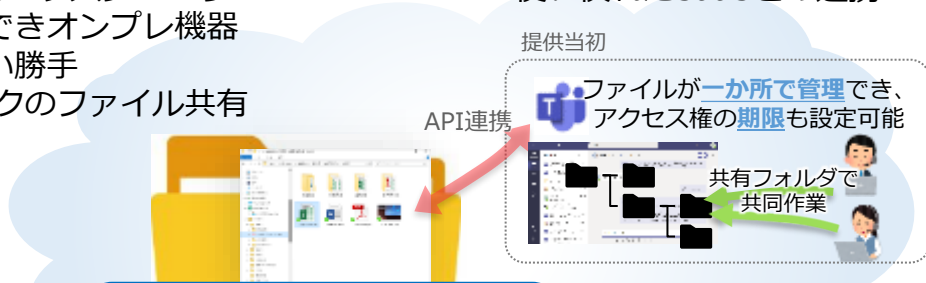 できオンプレ機器
い勝手
クのファイル共有
提供当初
API連携
ファイルが一か所で管理でき、
アクセス権の期限も設定可能
共有フォルダで
共同作業